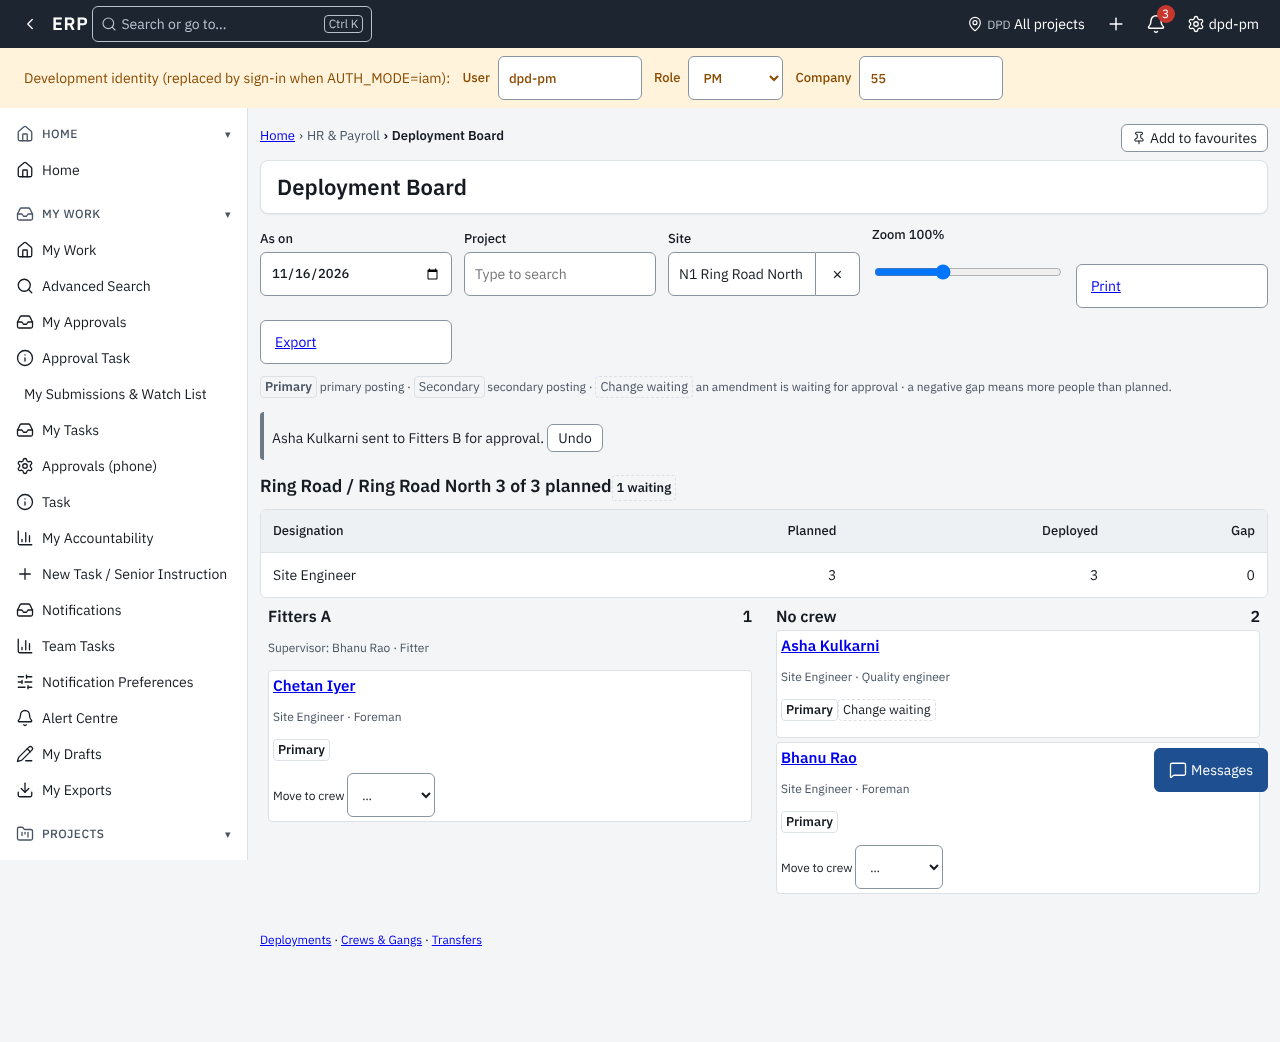 ERP
Search or go to...
Ctrl K
DPD All projects
3
dpd-pm
Development identity (replaced by sign-in when AUTH_MODE=iam):
User
dpd-pm
Role
PM
Company
55
HOME
Home
MY WORK
My Work
Advanced Search
My Approvals
Approval Task
My Submissions & Watch List
My Tasks
Approvals (phone)
Task
My Accountability
New Task / Senior Instruction
Notifications
Team Tasks
Notification Preferences
Alert Centre
My Drafts
My Exports
PROJECTS
Home › HR & Payroll › Deployment Board
Add to favourites
Deployment Board
As on
11/16/2026
Project
Type to search
Site
N1 Ring Road North
×
Zoom 100%
Print
Export
Primary primary posting · Secondary secondary posting · Change waiting an amendment is waiting for approval · a negative gap means more people than planned.
Asha Kulkarni sent to Fitters B for approval. Undo
Ring Road / Ring Road North 3 of 3 planned 1 waiting
Designation Planned Deployed Gap
Site Engineer 3 3 0
Fitters A 1
Supervisor: Bhanu Rao · Fitter
Chetan Iyer
Site Engineer · Foreman
Primary
Move to crew ...
No crew 2
Asha Kulkarni
Site Engineer · Quality engineer
Primary Change waiting
Bhanu Rao
Site Engineer · Foreman
Primary
Move to crew ...
Messages
Deployments · Crews & Gangs · Transfers